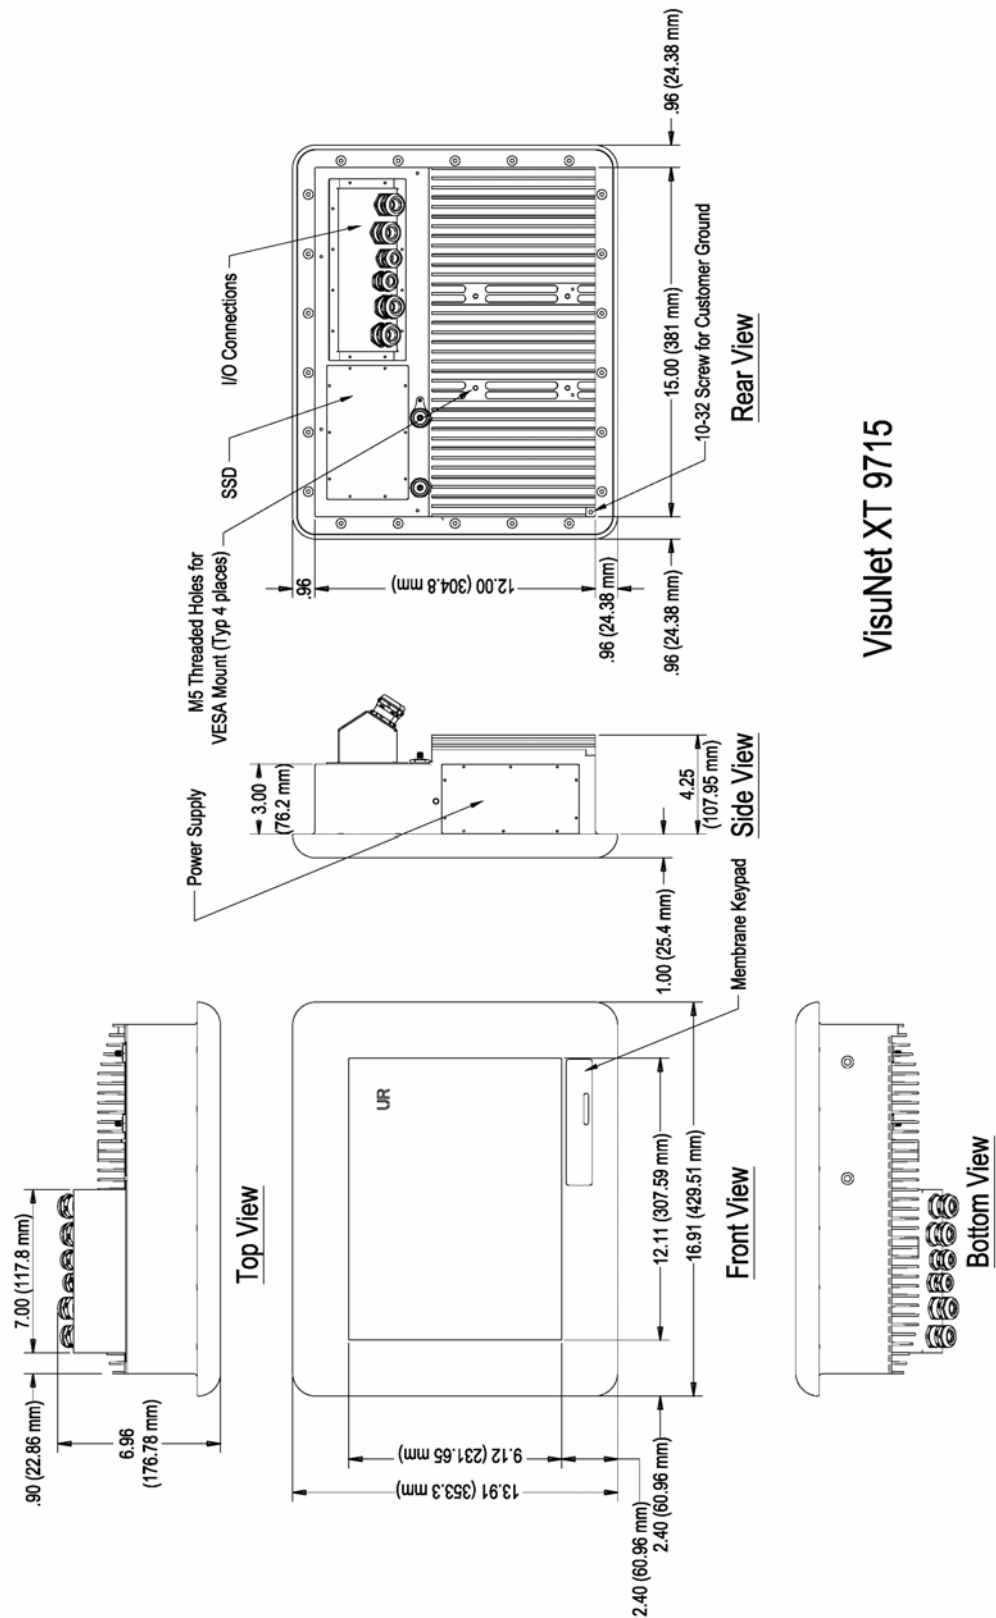 .90 (22.86 mm)
7.00 (117.8 mm)
6.96
(176.78 mm)
Top View
Power Supply
M5 Threaded Holes for
VESA Mount (Typ 4 places)
SSD
I/O Connections
13.91 (353.3 mm)
9.12 (231.65 mm)
UR
2.40 (60.96 mm)
2.40 (60.96 mm)
12.11 (307.59 mm)
16.91 (429.51 mm)
Front View
Membrane Keypad
3.00
(76.2 mm)
1.00 (25.4 mm)
4.25
(107.95 mm)
Side View
.96
12.00 (304.8 mm)
.96 (24.38 mm)
.96 (24.38 mm)
15.00 (381 mm)
.96 (24.38 mm)
10-32 Screw for Customer Ground
Rear View
Bottom View
VisuNet XT 9715